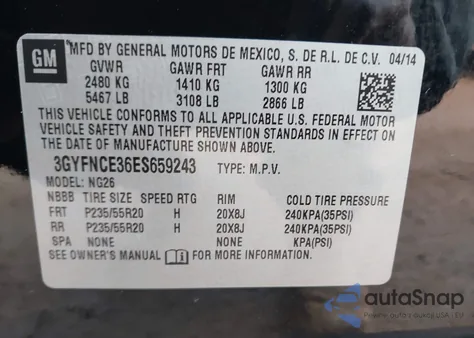 GM
MFD BY GENERAL MOTORS DE MEXICO, S. DE R.L. DE C.V. 04/14
GVWR GAWR FRT GAWR RR
2480 KG 1410 KG 1300 KG
5467 LB 3108 LB 2866 LB
THIS VEHICLE CONFORMS TO ALL APPLICABLE U.S. FEDERAL MOTOR
VEHICLE SAFETY AND THEFT PREVENTION STANDARDS IN EFFECT ON
THE DATE OF MANUFACTURE SHOWN ABOVE.
3GYFNCE36ES659243 TYPE: M.P.V.
MODEL: NG26
NBBB TIRE SIZE SPEED RTG RIM COLD TIRE PRESSURE
FRT P235/55R20 H 20X8J 240KPA(35PSI)
RR P235/55R20 H 20X8J 240KPA(35PSI)
SPA NONE NONE KPA(PSI)
SEE OWNER'S MANUAL FOR MORE INFORMATION
autoSnap